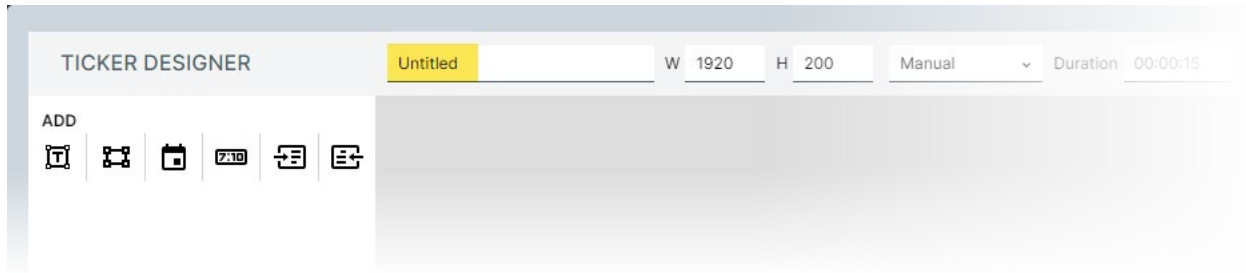 TICKER DESIGNER Untitled W 1920 H 200 Manual Duration 00:00:15
ADD
T 7:10